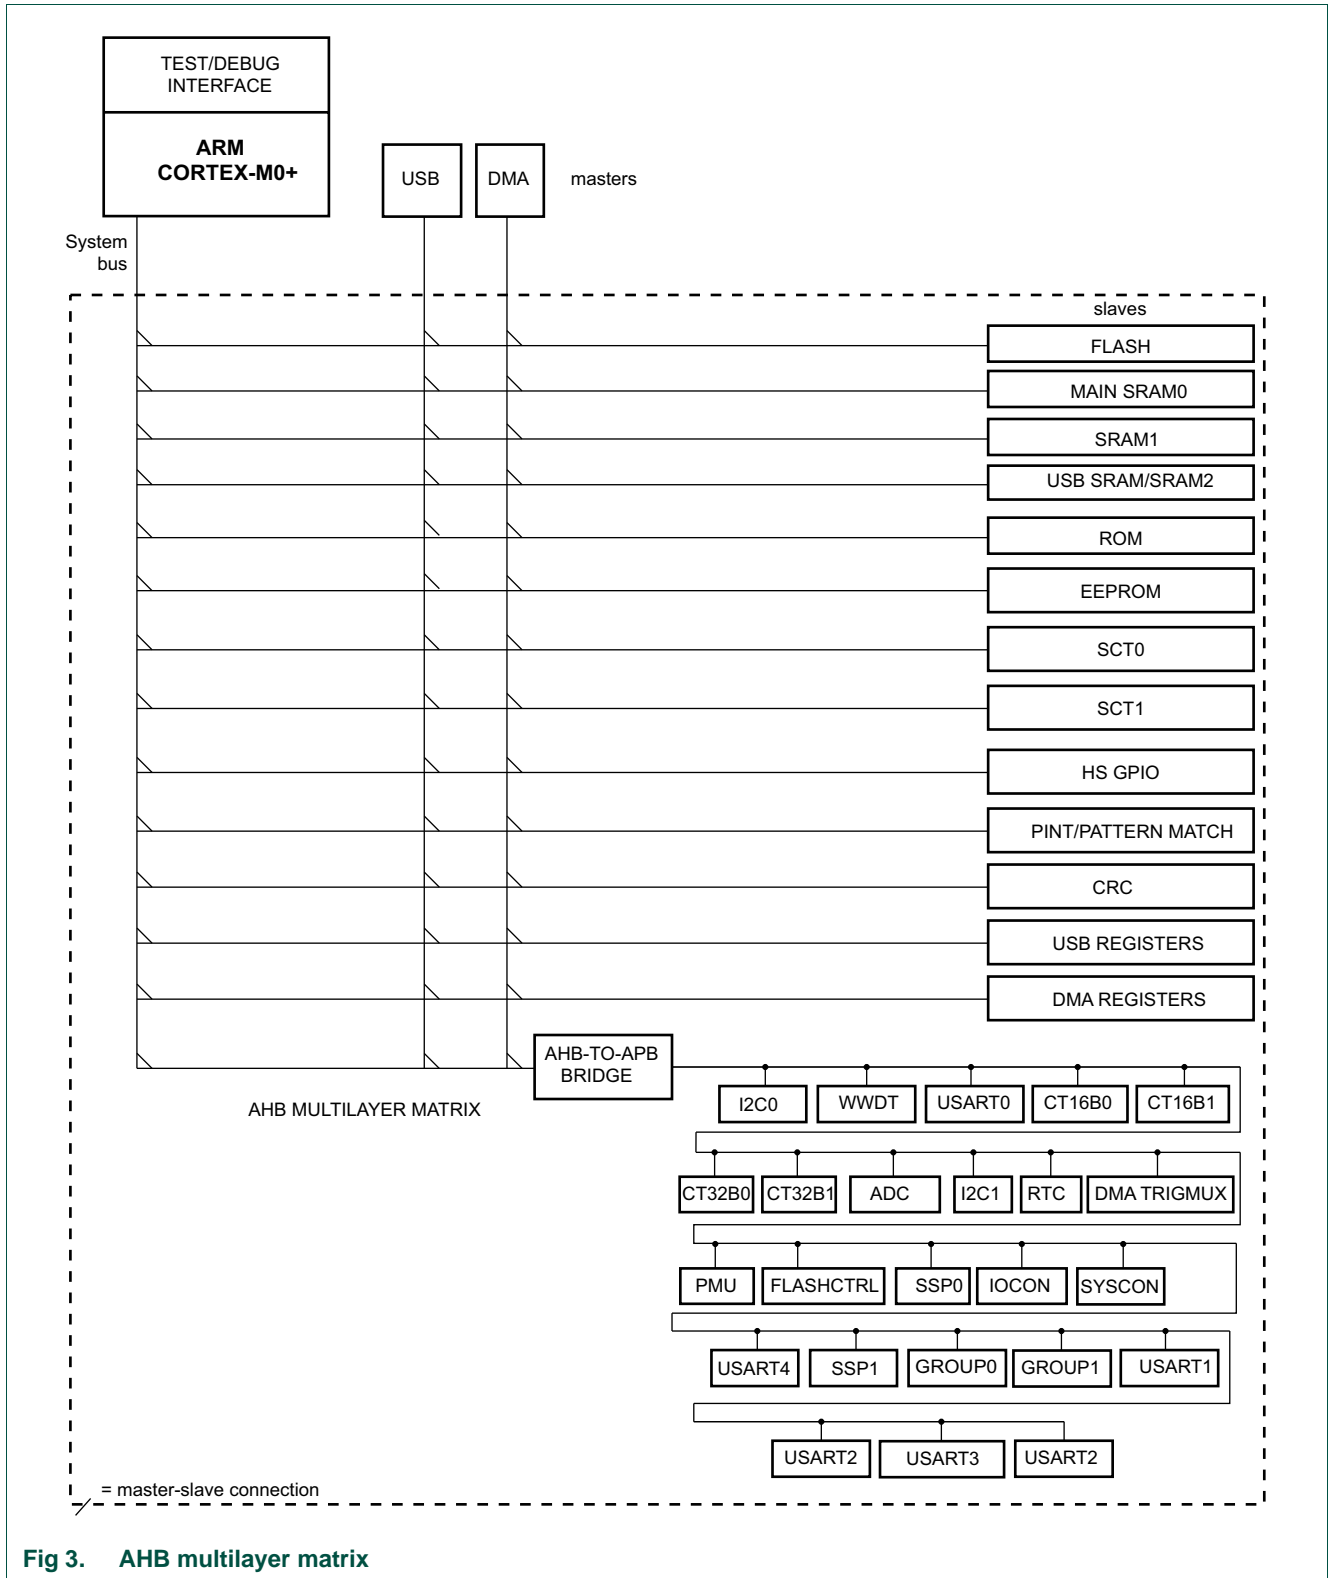 TEST/DEBUG
INTERFACE
ARM
CORTEX-M0+
USB
DMA
masters
System
bus
slaves
FLASH
MAIN SRAM0
SRAM1
USB SRAM/SRAM2
ROM
EEPROM
SCT0
SCT1
HS GPIO
PINT/PATTERN MATCH
CRC
USB REGISTERS
DMA REGISTERS
AHB-TO-APB
BRIDGE
AHB MULTILAYER MATRIX
I2C0 WWDT USART0 CT16B0 CT16B1
CT32B0 CT32B1 ADC I2C1 RTC DMA TRIGMUX
PMU FLASHCTRL SSP0 IOCON SYSCON
USART4 SSP1 GROUP0 GROUP1 USART1
USART2 USART3 USART2
= master-slave connection
Fig 3. AHB multilayer matrix